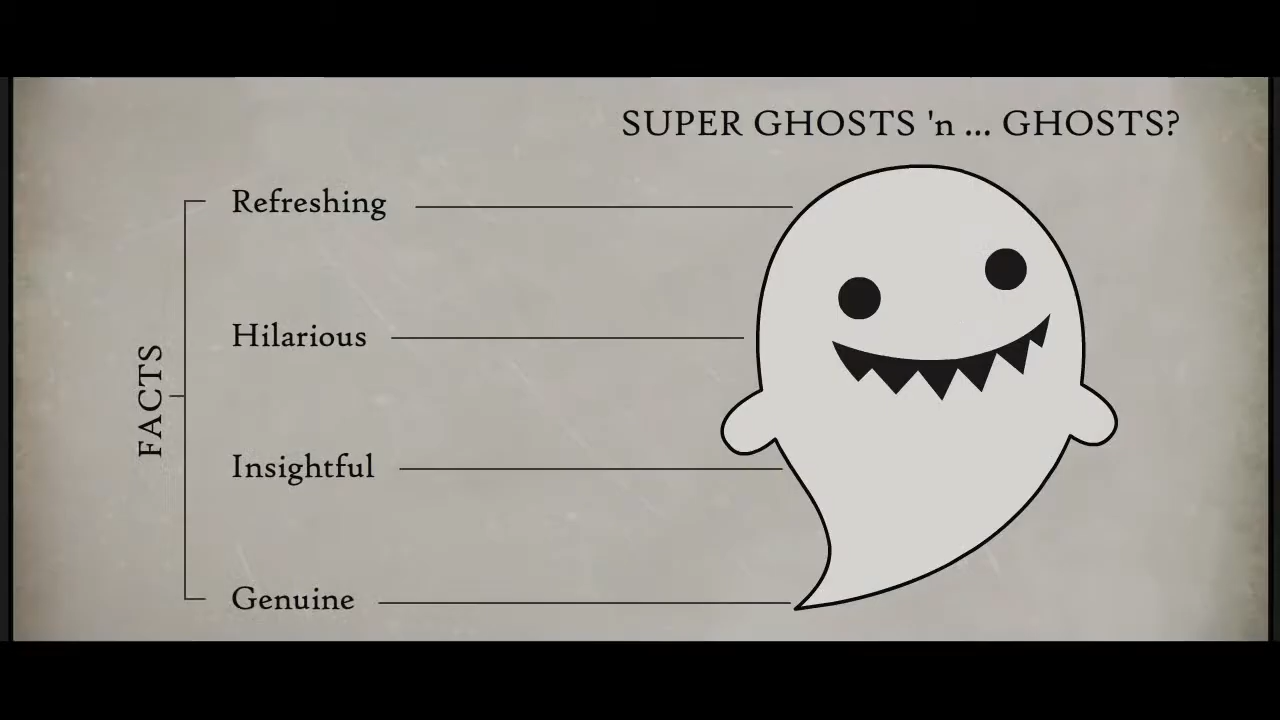 SUPER GHOSTS 'n ... GHOSTS?
FACTS
Refreshing
Hilarious
Insightful
Genuine